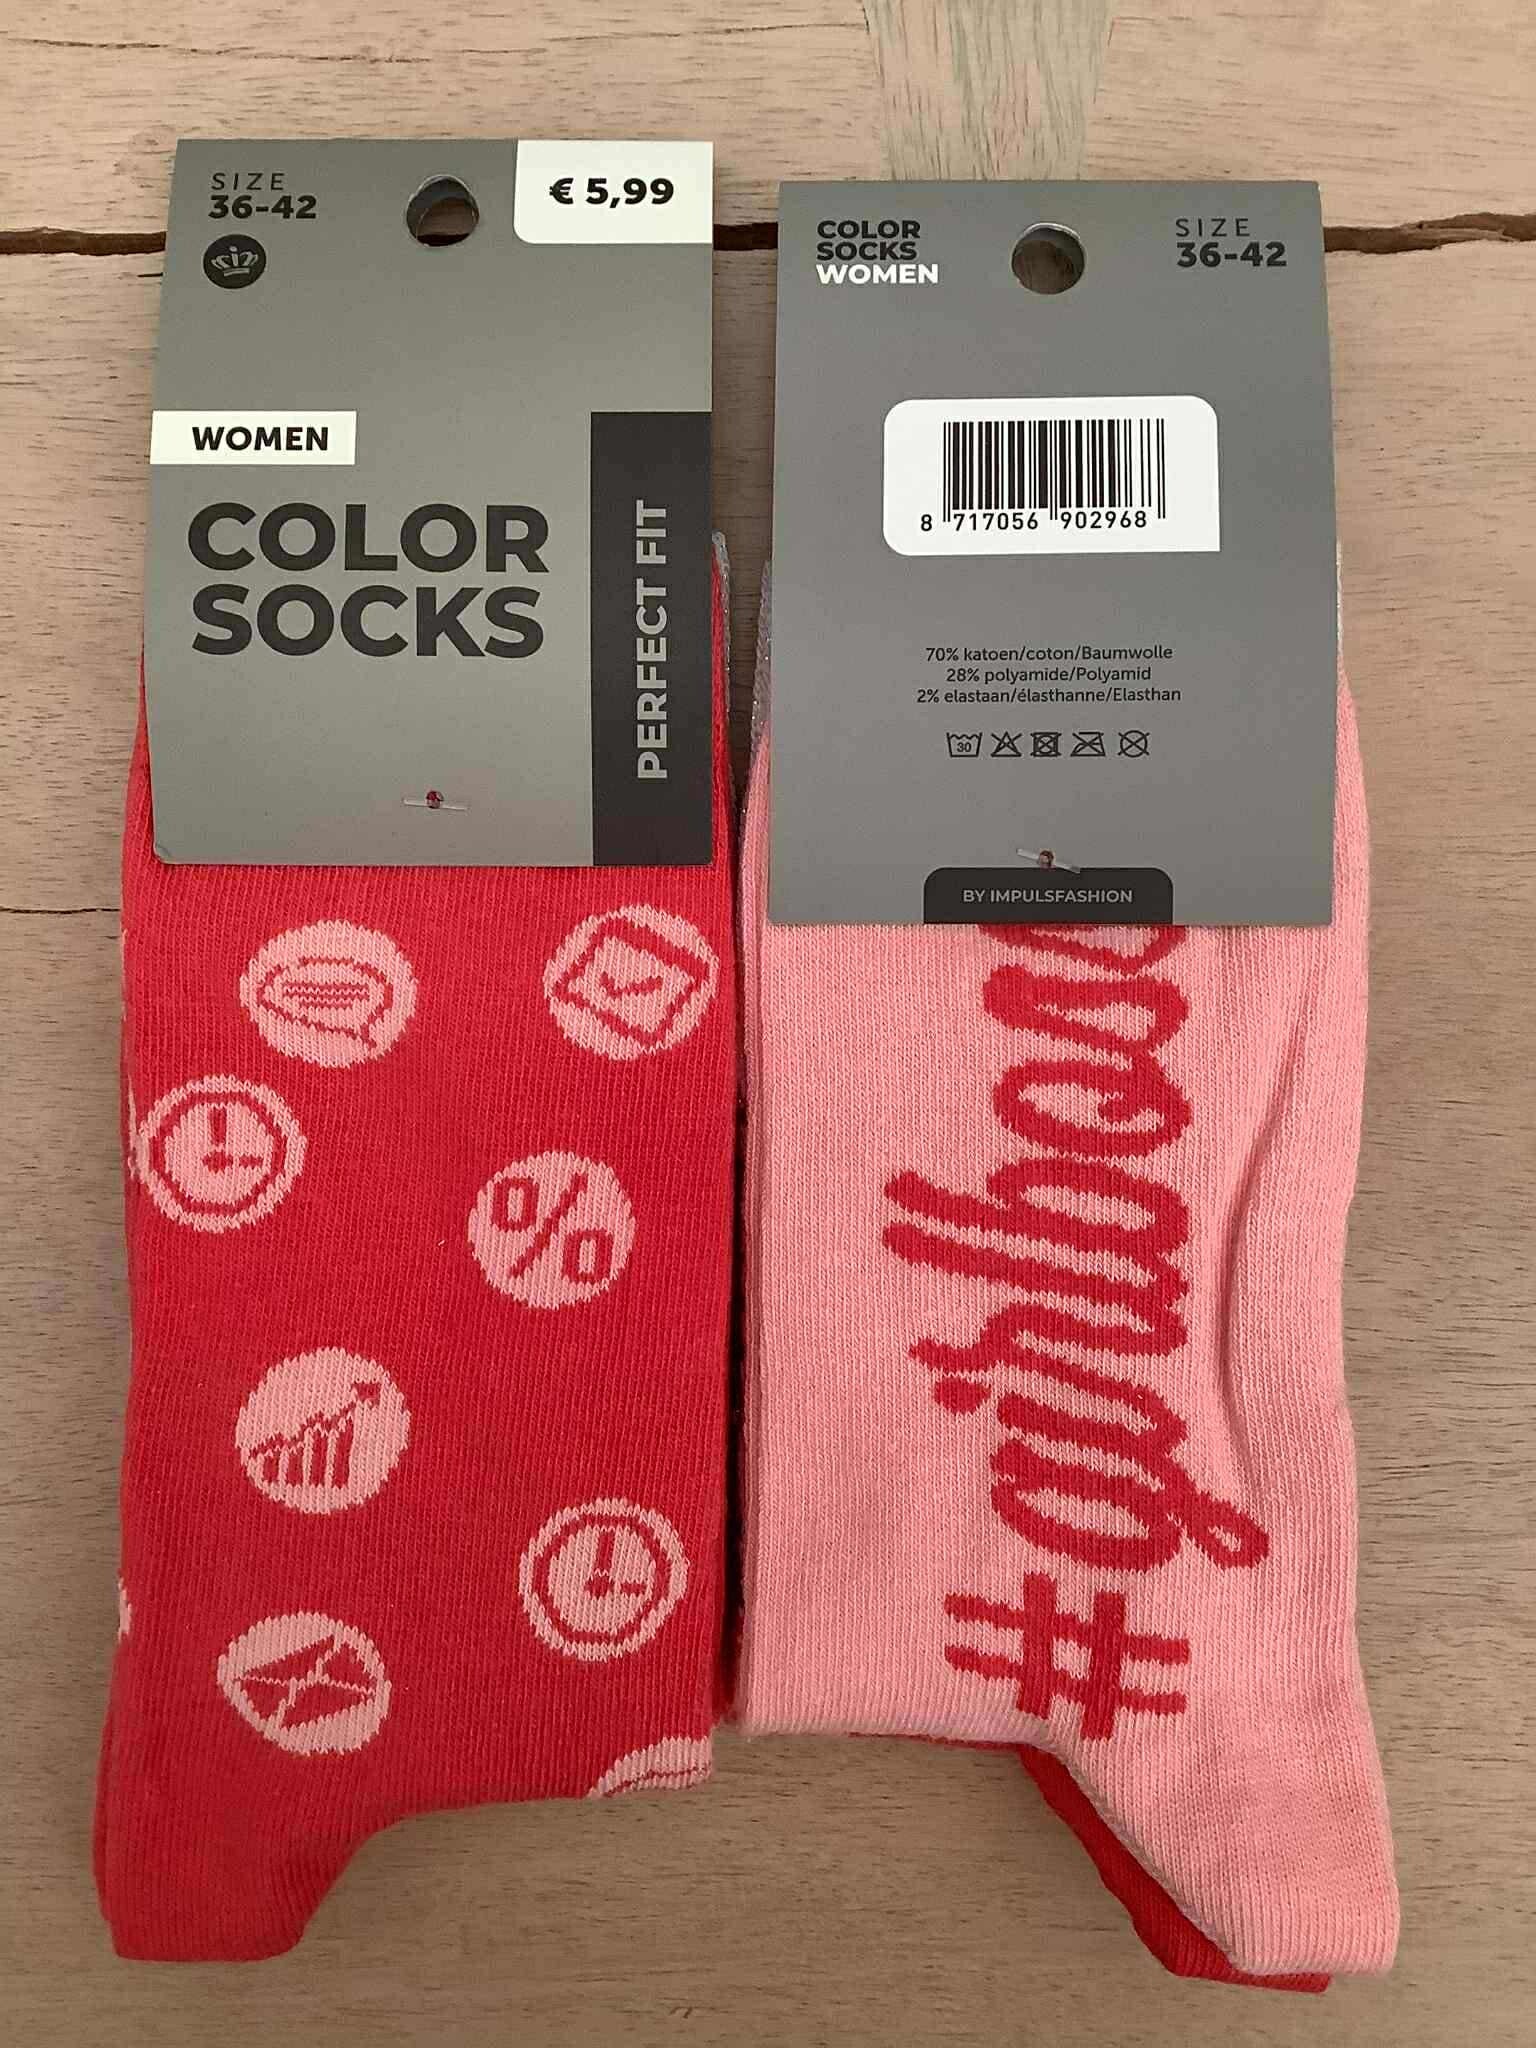 SIZE
36-42
€ 5,99
WOMEN
COLOR
SOCKS
PERFECT FIT
%
COLOR
SOCKS
WOMEN
SIZE
36-42
8 717056 902968
70% katoen/coton/Baumwolle
28% polyamide/Polyamid
2% elastaan/élasthanne/Elasthan
30
BY IMPULSFASHION
#girlbos